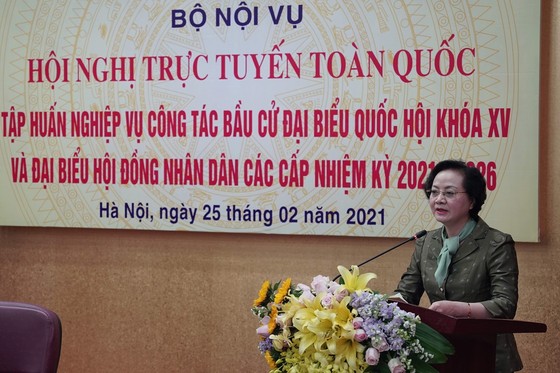 BỘ NỘI VỤ
HỘI NGHỊ TRỰC TUYẾN TOÀN QUỐC
TẬP HUẤN NGHIỆP VỤ CÔNG TÁC BẦU CỬ ĐẠI BIỂU QUỐC HỘI KHÓA XV
VÀ ĐẠI BIỂU HỘI ĐỒNG NHÂN DÂN CÁC CẤP NHIỆM KỲ
Hà Nội, ngày 25 tháng 02 năm 2021